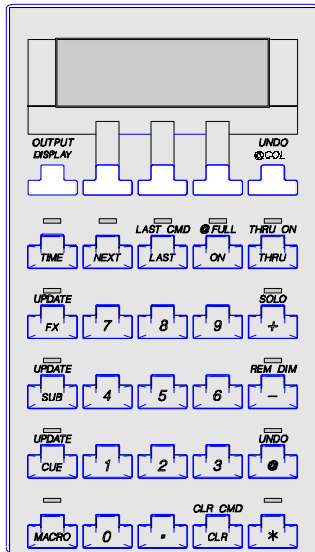 OUTPUT UNDO
DISPLAY @COL
LAST CMD @FULL THRU ON
TIME NEXT LAST ON THRU
UPDATE SOLO
FX 7 8 9 +
UPDATE REM DIM
SUB 4 5 6 -
UPDATE UNDO
CUE 1 2 3 @
CLR CMD
MACRO 0 . CLR *